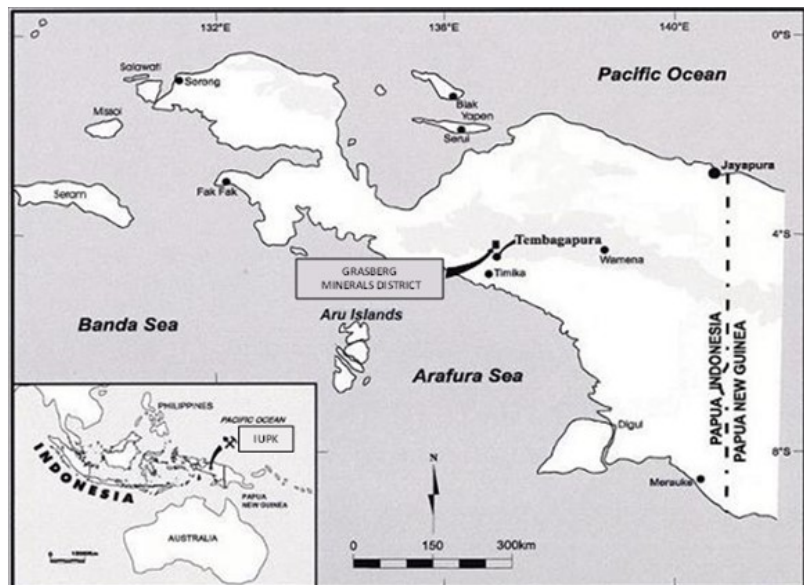 132°E
136°E
140°E
0°S
Pacific Ocean
Salawati
Sorong
Missol
Biak
Yapen
Serui
Jayapura
Seram
Fak Fak
4°S
Tembagapura
Wamena
GRASBERG
MINERALS DISTRICT
Timika
Banda Sea
Aru Islands
Arafura Sea
PAPUA, INDONESIA
PAPUA NEW GUINEA
Digul
8°S
Merauke
N
0
150
300km
PHILIPPINES
PACIFIC OCEAN
IUPK
INDONESIA
PAPUA
NEW GUINEA
AUSTRALIA
0